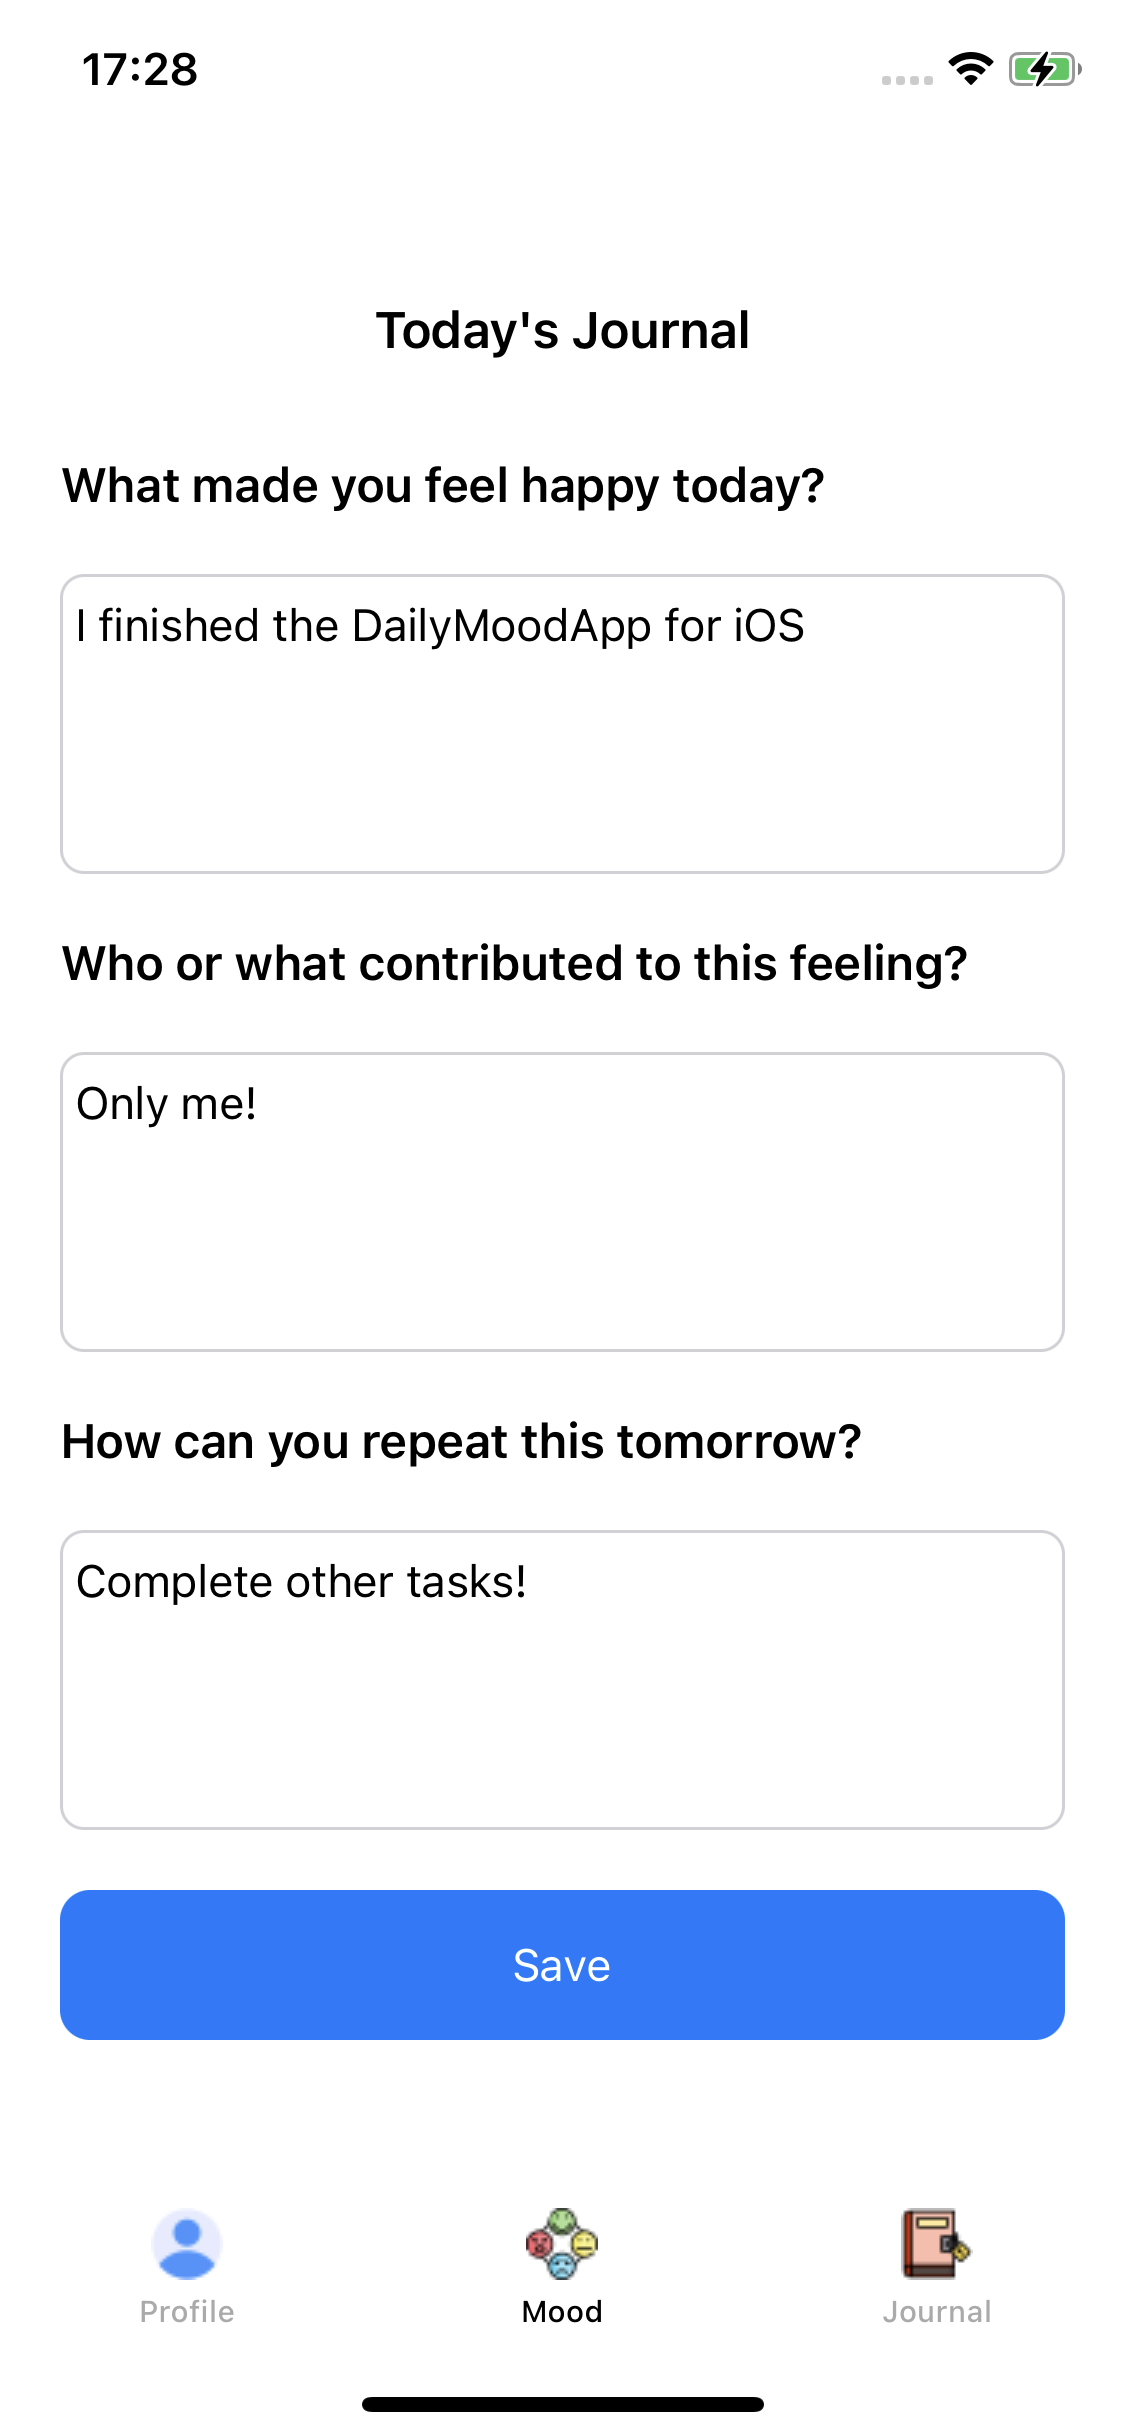 17:28
Today's Journal
What made you feel happy today?
I finished the DailyMoodApp for iOS
Who or what contributed to this feeling?
Only me!
How can you repeat this tomorrow?
Complete other tasks!
Save
Profile
Mood
Journal